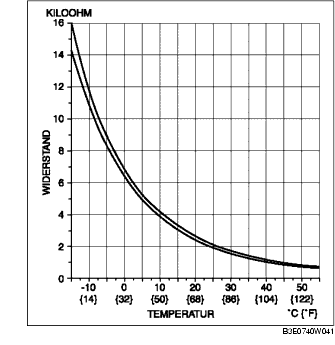 KILOOHM
16
14
12
10
8
6
4
2
0
WIDERSTAND
-10 0 10 20 30 40 50
{14} {32} {50} {68} {86} {104} {122} °C {°F}
TEMPERATUR
B3E0740W041